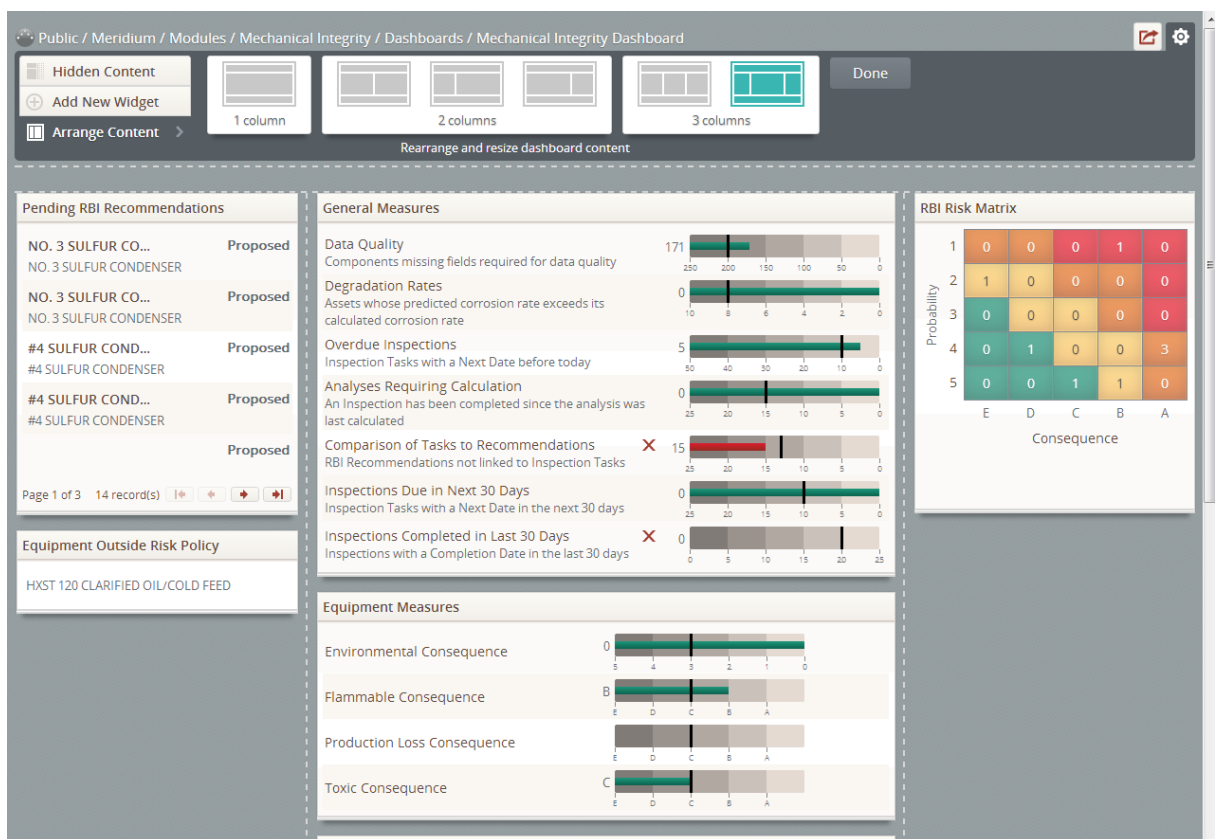 Public / Meridium / Modules / Mechanical Integrity / Dashboards / Mechanical Integrity Dashboard
Hidden Content
Add New Widget
Arrange Content
1 column
2 columns
3 columns
Done
Rearrange and resize dashboard content
Pending RBI Recommendations
NO. 3 SULFUR CO... Proposed
NO. 3 SULFUR CONDENSER
NO. 3 SULFUR CO... Proposed
NO. 3 SULFUR CONDENSER
#4 SULFUR COND... Proposed
#4 SULFUR CONDENSER
#4 SULFUR COND... Proposed
#4 SULFUR CONDENSER
Proposed
Page 1 of 3 14 record(s)
Equipment Outside Risk Policy
HXST 120 CLARIFIED OIL/COLD FEED
General Measures
Data Quality 171
Components missing fields required for data quality
250 200 150 100 50 0
Degradation Rates 0
Assets whose predicted corrosion rate exceeds its
calculated corrosion rate
10 8 6 4 2 0
Overdue Inspections 5
Inspection Tasks with a Next Date before today
50 40 30 20 10 0
Analyses Requiring Calculation 0
An Inspection has been completed since the analysis was
last calculated
25 20 15 10 5 0
Comparison of Tasks to Recommendations 15
RBI Recommendations not linked to Inspection Tasks
25 20 15 10 5 0
Inspections Due in Next 30 Days 0
Inspection Tasks with a Next Date in the next 30 days
25 20 15 10 5 0
Inspections Completed in Last 30 Days 0
Inspections with a Completion Date in the last 30 days
0 5 10 15 20 25
Equipment Measures
Environmental Consequence 0
5 4 3 2 1 0
Flammable Consequence B
E D C B A
Production Loss Consequence
E D C B A
Toxic Consequence C
E D C B A
RBI Risk Matrix
Probability
1 0 0 0 1 0
2 1 0 0 0 0
3 0 0 0 0 0
4 0 1 0 0 3
5 0 0 1 1 0
E D C B A
Consequence